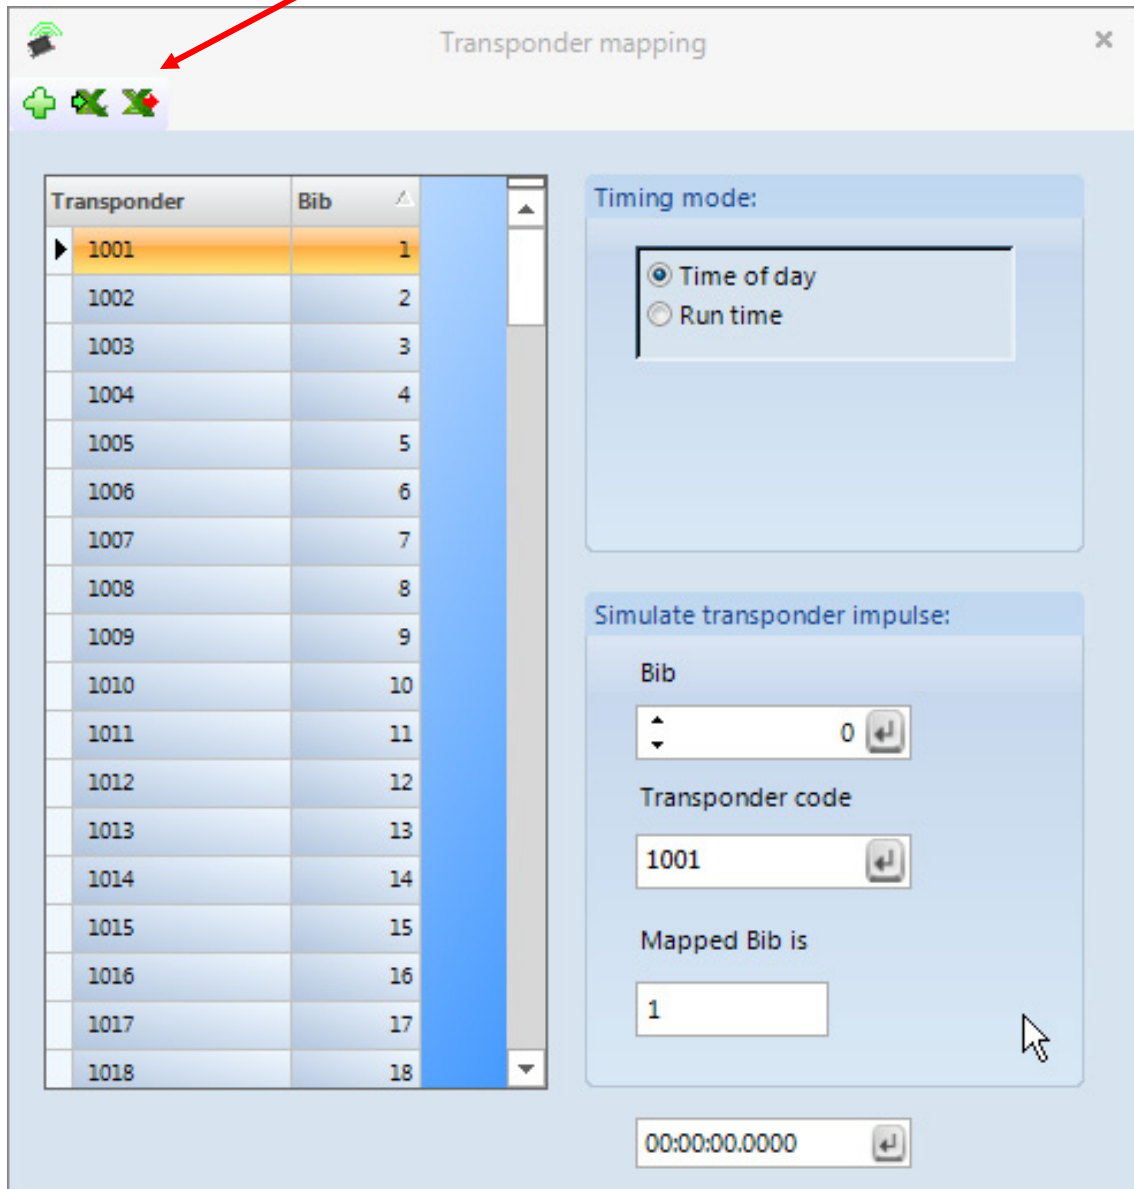 Transponder mapping
Transponder Bib
1001 1
1002 2
1003 3
1004 4
1005 5
1006 6
1007 7
1008 8
1009 9
1010 10
1011 11
1012 12
1013 13
1014 14
1015 15
1016 16
1017 17
1018 18
Timing mode:
Time of day
Run time
Simulate transponder impulse:
Bib
0
Transponder code
1001
Mapped Bib is
1
00:00:00.0000